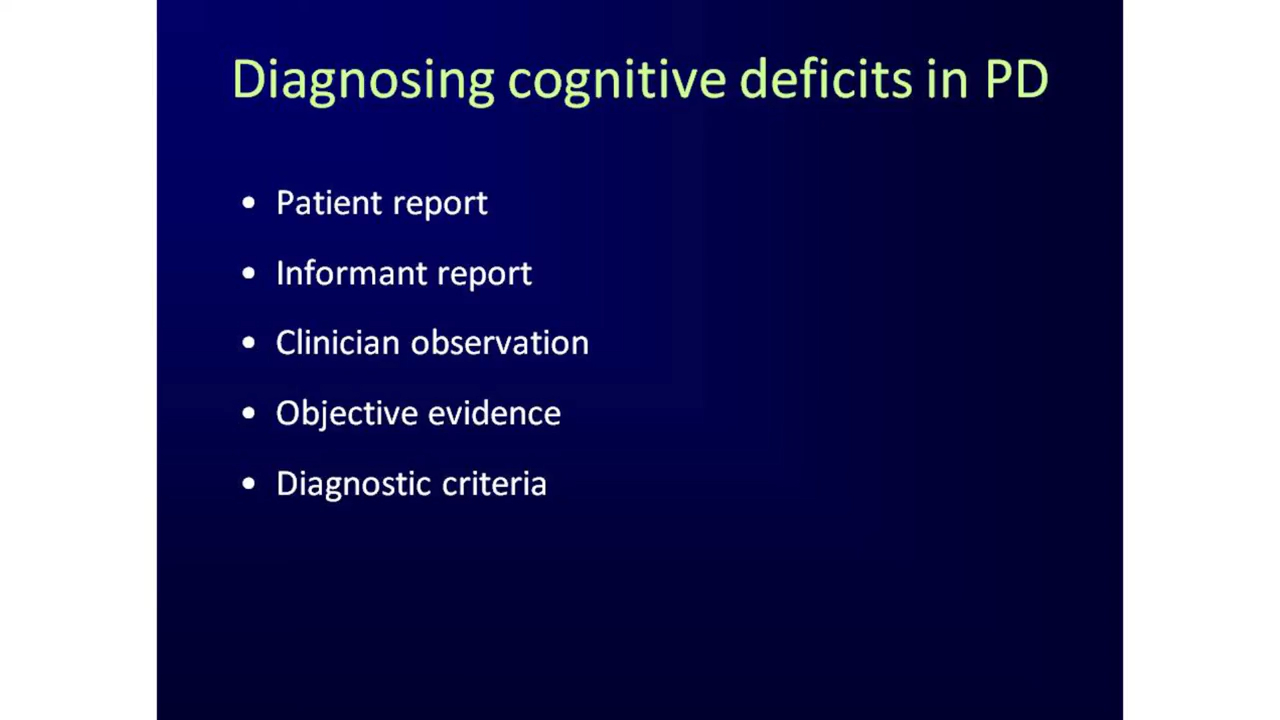 Diagnosing cognitive deficits in PD
• Patient report
• Informant report
• Clinician observation
• Objective evidence
• Diagnostic criteria